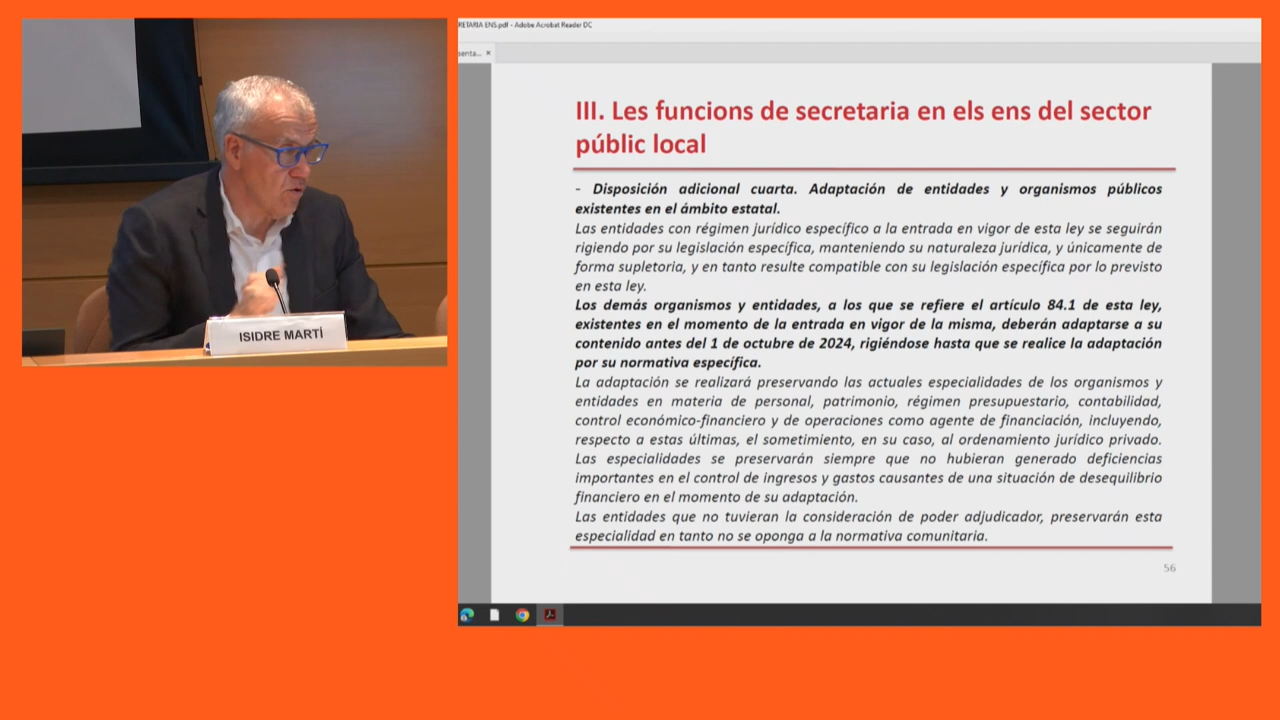 RETARIA ENS.pdf - Adobe Acrobat Reader DC
senta... ×
III. Les funcions de secretaria en els ens del sector
públic local
- Disposición adicional cuarta. Adaptación de entidades y organismos públicos
existentes en el ámbito estatal.
Las entidades con régimen jurídico específico a la entrada en vigor de esta ley se seguirán
rigiendo por su legislación específica, manteniendo su naturaleza jurídica, y únicamente de
forma supletoria, y en tanto resulte compatible con su legislación específica por lo previsto
en esta ley.
Los demás organismos y entidades, a los que se refiere el artículo 84.1 de esta ley,
existentes en el momento de la entrada en vigor de la misma, deberán adaptarse a su
contenido antes del 1 de octubre de 2024, rigiéndose hasta que se realice la adaptación
por su normativa específica.
La adaptación se realizará preservando las actuales especialidades de los organismos y
entidades en materia de personal, patrimonio, régimen presupuestario, contabilidad,
control económico-financiero y de operaciones como agente de financiación, incluyendo,
respecto a estas últimas, el sometimiento, en su caso, al ordenamiento jurídico privado.
Las especialidades se preservarán siempre que no hubieran generado deficiencias
importantes en el control de ingresos y gastos causantes de una situación de desequilibrio
financiero en el momento de su adaptación.
Las entidades que no tuvieran la consideración de poder adjudicador, preservarán esta
especialidad en tanto no se oponga a la normativa comunitaria.
56
ISIDRE MARTÍ